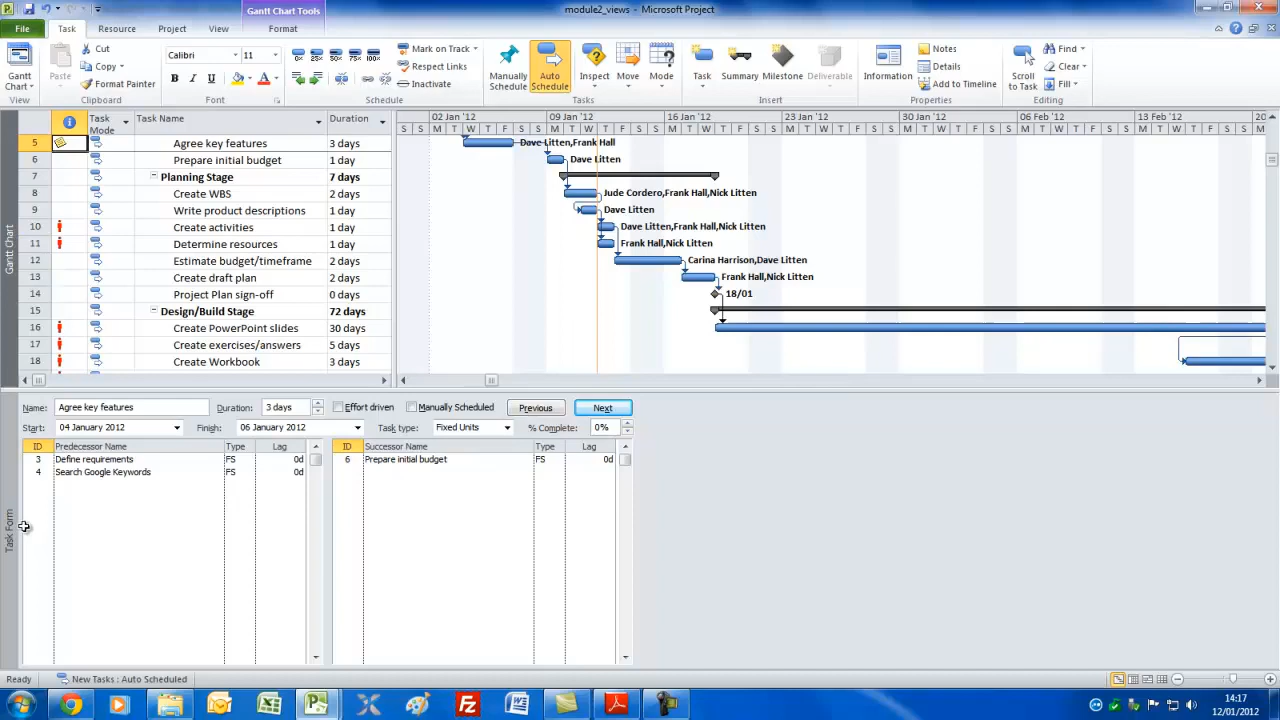 module2_views - Microsoft Project
Gantt Chart Tools
File Task Resource Project View Format
Gantt Chart
View
Paste
Cut
Copy
Format Painter
Clipboard
Calibri 11
B I U A
Font
Mark on Track
Respect Links
Inactivate
Schedule
Manually Schedule
Auto Schedule
Inspect
Move
Mode
Tasks
Task
Summary
Milestone
Deliverable
Insert
Information
Notes
Details
Add to Timeline
Properties
Scroll to Task
Find
Clear
Fill
Editing
Task Mode Task Name Duration
02 Jan '12 09 Jan '12 16 Jan '12 23 Jan '12 30 Jan '12 06 Feb '12 13 Feb '12 20
S S M T W T F S S M T W T F S S M T W T F S S M T W T F S S M T W T F S S M T W T F S S M T W T F S S
5 Agree key features 3 days Dave Litten,Frank Hall
6 Prepare initial budget 1 day Dave Litten
7 Planning Stage 7 days
8 Create WBS 2 days Jude Cordero,Frank Hall,Nick Litten
9 Write product descriptions 1 day Dave Litten
10 Create activities 1 day Dave Litten,Frank Hall,Nick Litten
11 Determine resources 1 day Frank Hall,Nick Litten
12 Estimate budget/timeframe 2 days Carina Harrison,Dave Litten
13 Create draft plan 2 days Frank Hall,Nick Litten
14 Project Plan sign-off 0 days 18/01
15 Design/Build Stage 72 days
16 Create PowerPoint slides 30 days
17 Create exercises/answers 5 days
18 Create Workbook 3 days
Gantt Chart
Name: Agree key features Duration: 3 days Effort driven Manually Scheduled Previous Next
Start: 04 January 2012 Finish: 06 January 2012 Task type: Fixed Units % Complete: 0%
ID Predecessor Name Type Lag ID Successor Name Type Lag
3 Define requirements FS 0d 6 Prepare initial budget FS 0d
4 Search Google Keywords FS 0d
Task Form
Ready New Tasks : Auto Scheduled
14:17
12/01/2012